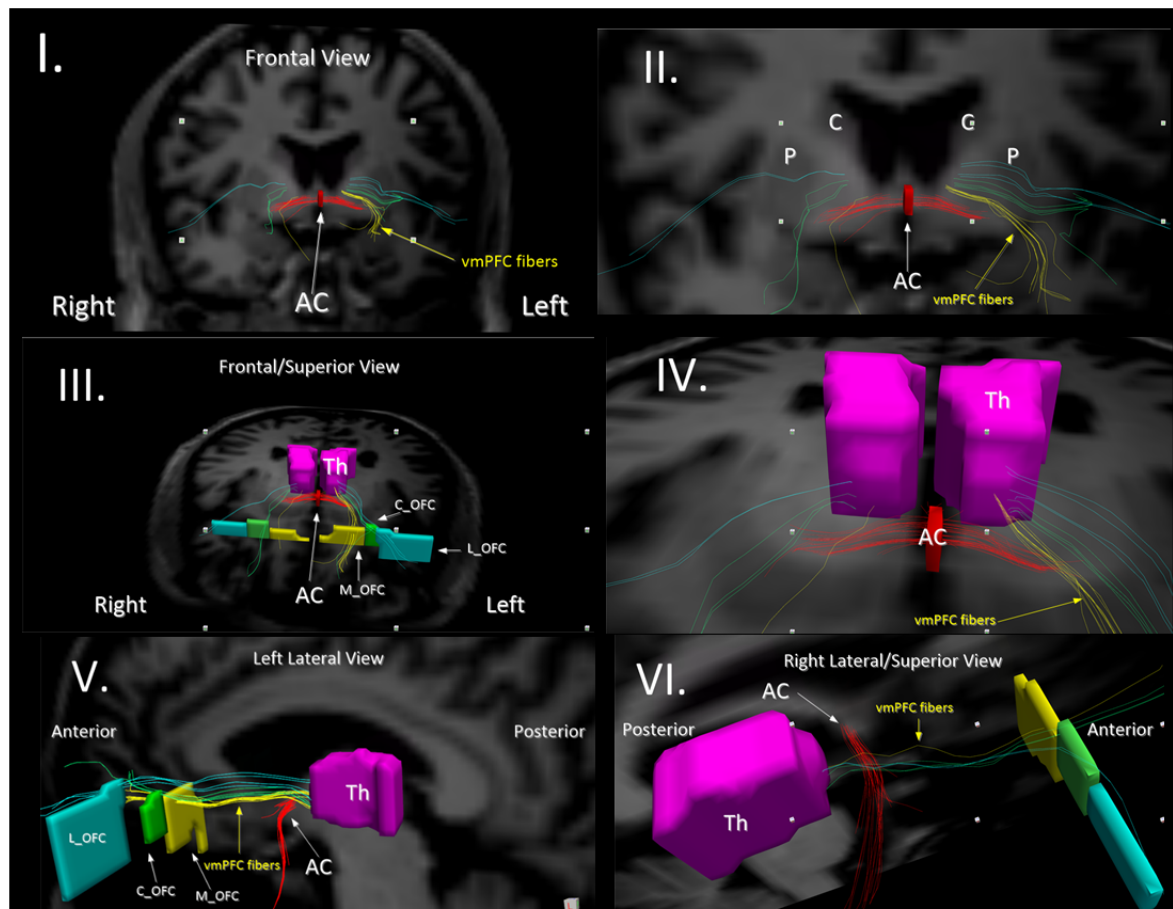 I.
Frontal View
vmPFC fibers
AC
Right
Left
II.
C
G
P
P
AC
vmPFC fibers
III.
Frontal/Superior View
Th
C_OFC
L_OFC
M_OFC
AC
Right
Left
IV.
Th
AC
vmPFC fibers
V.
Left Lateral View
Anterior
Posterior
Th
L_OFC
vmPFC fibers
AC
C_OFC
M_OFC
VI.
Right Lateral/Superior View
AC
vmPFC fibers
Posterior
Anterior
Th